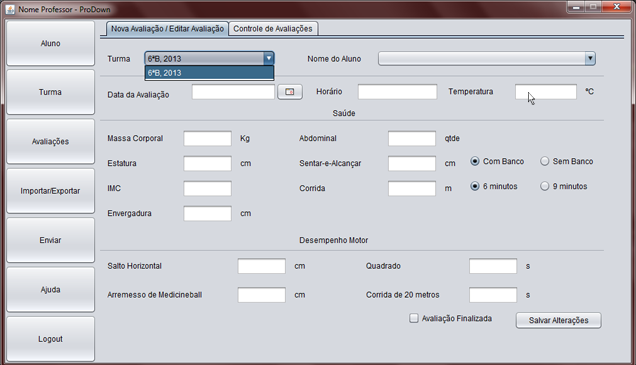 Nome Professor - ProDown
Aluno
Turma
Avaliações
Importar/Exportar
Enviar
Ajuda
Logout
Nova Avaliação / Editar Avaliação
Controle de Avaliações
Turma
6ªB, 2013
6ªB, 2013
Nome do Aluno
Data da Avaliação
Horário
Temperatura
ºC
Saúde
Massa Corporal
Kg
Abdominal
qtde
Estatura
cm
Sentar-e-Alcançar
cm
Com Banco
Sem Banco
IMC
Corrida
m
6 minutos
9 minutos
Envergadura
cm
Desempenho Motor
Salto Horizontal
cm
Quadrado
s
Arremesso de Medicineball
cm
Corrida de 20 metros
s
Avaliação Finalizada
Salvar Alterações